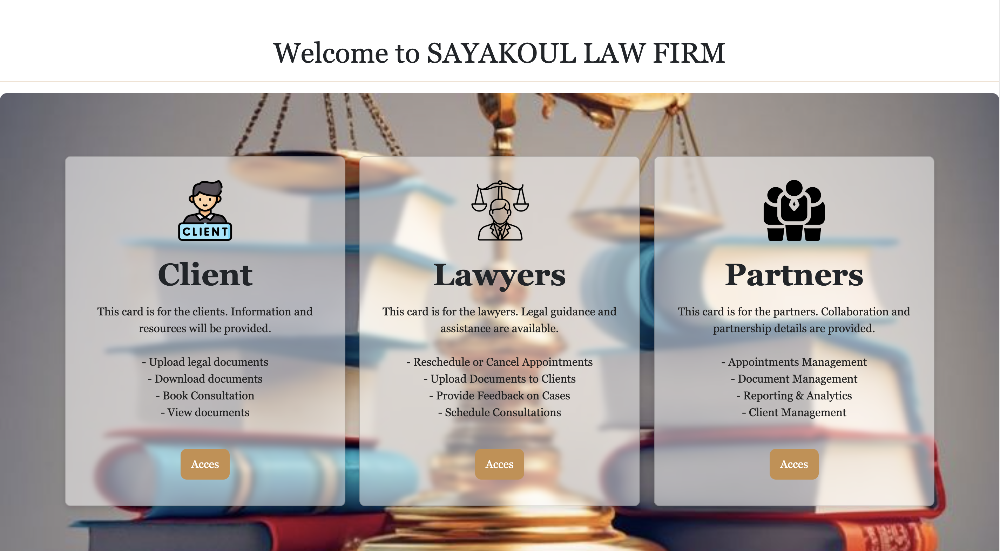 Welcome to SAYAKOUL LAW FIRM
CLIENT
Client
This card is for the clients. Information and
resources will be provided.
- Upload legal documents
- Download documents
- Book Consultation
- View documents
Acces
Lawyers
This card is for the lawyers. Legal guidance and
assistance are available.
- Reschedule or Cancel Appointments
- Upload Documents to Clients
- Provide Feedback on Cases
- Schedule Consultations
Acces
Partners
This card is for the partners. Collaboration and
partnership details are provided.
- Appointments Management
- Document Management
- Reporting & Analytics
- Client Management
Acces